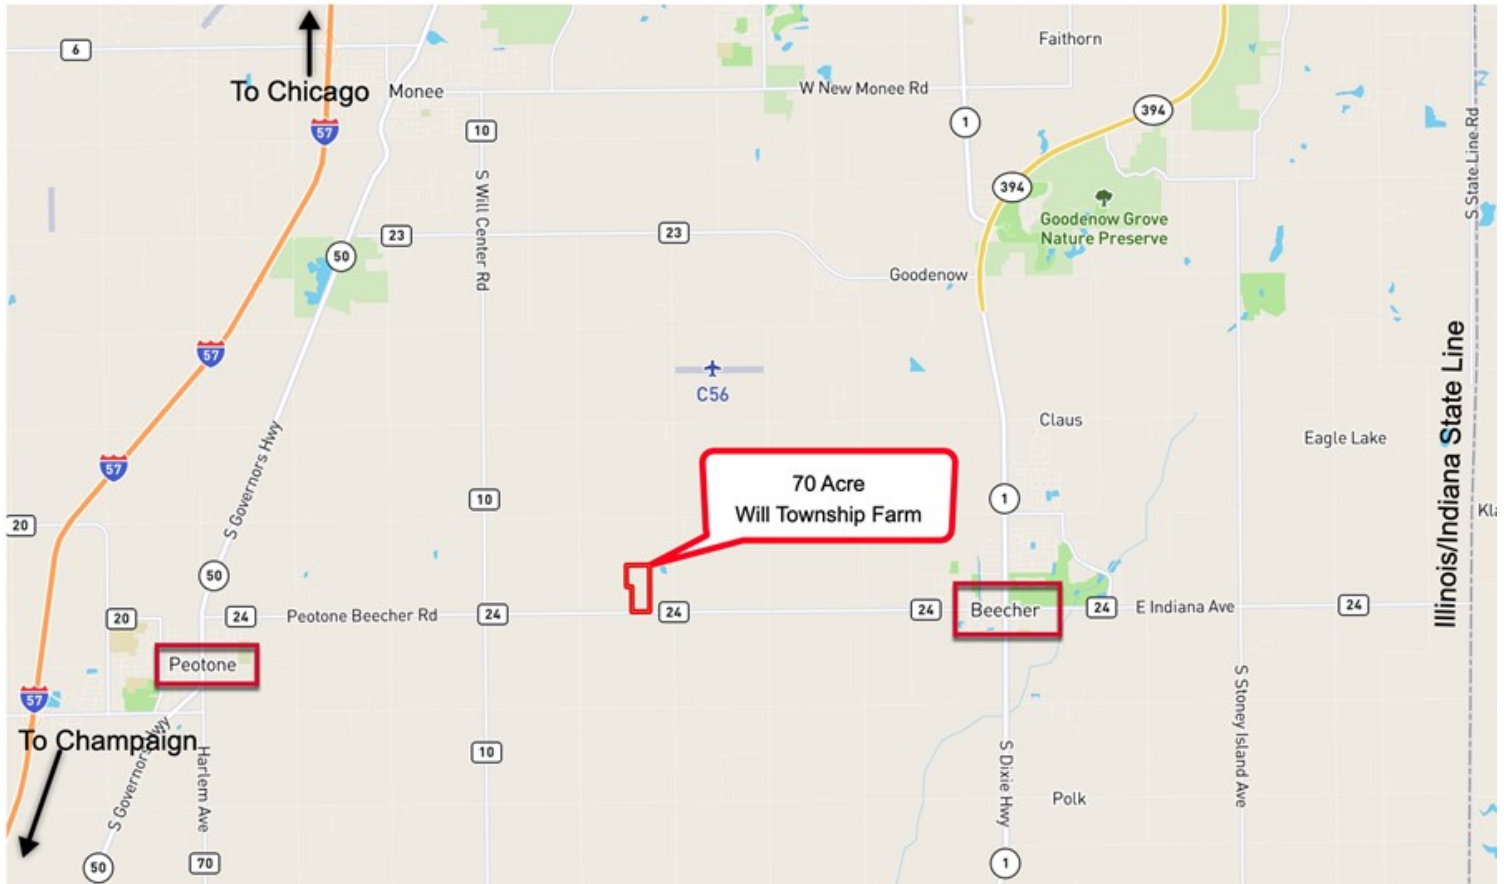 6
To Chicago
Monee
57
10
W New Monee Rd
Faithorn
1
394
S State Line Rd
S Will Center Rd
394
Goodenow Grove
Nature Preserve
50
23
23
Goodenow
57
C56
Claus
Eagle Lake
Illinois/Indiana State Line
S Governors Hwy
57
10
70 Acre
Will Township Farm
1
20
50
20
24
Peotone Beecher Rd
24
24
24
Beecher
24
E Indiana Ave
24
Peotone
57
To Champaign
S Governors Hwy
Harlem Ave
10
S Dixie Hwy
Polk
S Stoney Island Ave
50
70
1